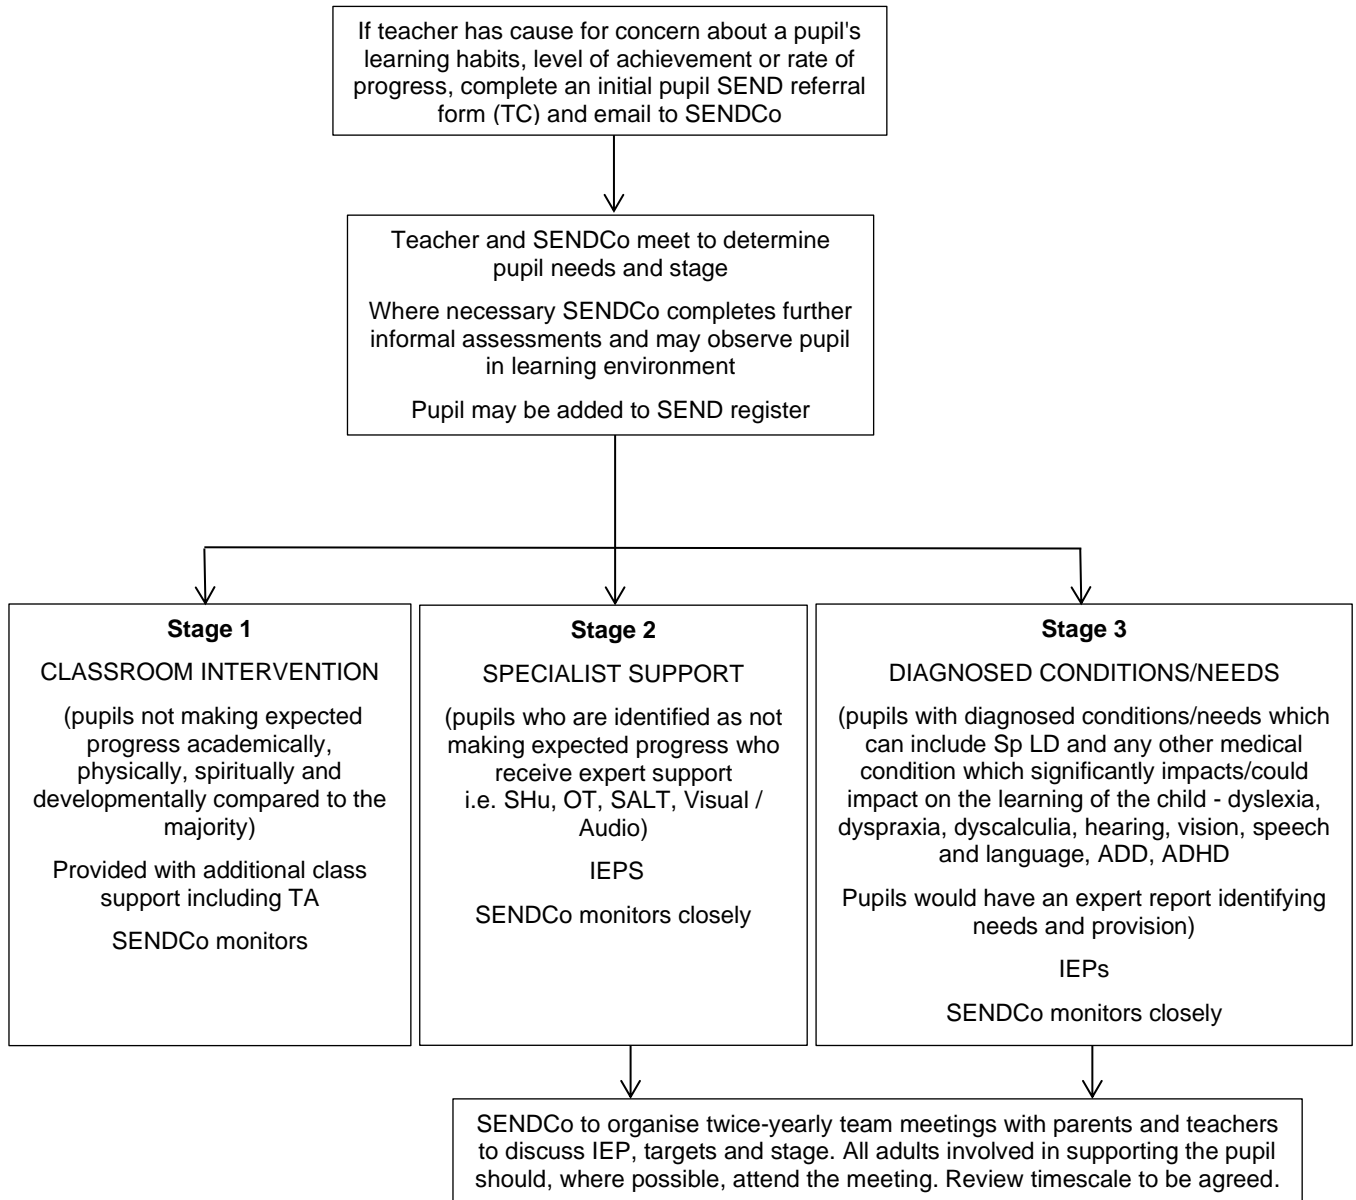 If teacher has cause for concern about a pupil's
learning habits, level of achievement or rate of
progress, complete an initial pupil SEND referral
form (TC) and email to SENDCo
Teacher and SENDCo meet to determine
pupil needs and stage
Where necessary SENDCo completes further
informal assessments and may observe pupil
in learning environment
Pupil may be added to SEND register
Stage 1
CLASSROOM INTERVENTION
(pupils not making expected
progress academically,
physically, spiritually and
developmentally compared to the
majority)
Provided with additional class
support including TA
SENDCo monitors
Stage 2
SPECIALIST SUPPORT
(pupils who are identified as not
making expected progress who
receive expert support
i.e. SHu, OT, SALT, Visual /
Audio)
IEPS
SENDCo monitors closely
Stage 3
DIAGNOSED CONDITIONS/NEEDS
(pupils with diagnosed conditions/needs which
can include Sp LD and any other medical
condition which significantly impacts/could
impact on the learning of the child - dyslexia,
dyspraxia, dyscalculia, hearing, vision, speech
and language, ADD, ADHD
Pupils would have an expert report identifying
needs and provision)
IEPs
SENDCo monitors closely
SENDCo to organise twice-yearly team meetings with parents and teachers
to discuss IEP, targets and stage. All adults involved in supporting the pupil
should, where possible, attend the meeting. Review timescale to be agreed.